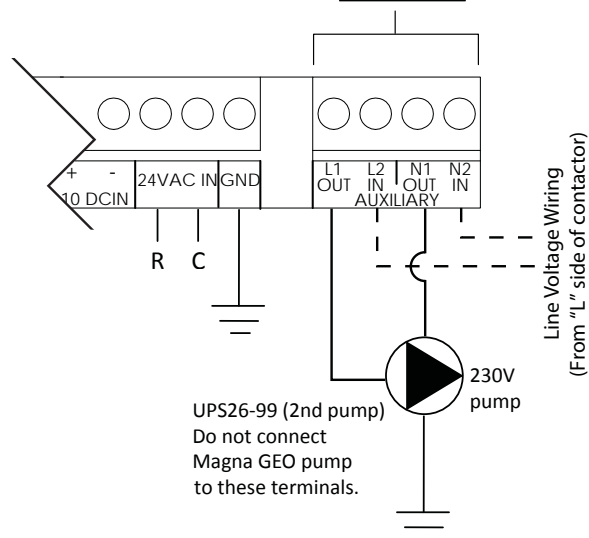 + -
10 DCIN
24VAC IN
GND
L1 OUT
L2 IN
N1 OUT
N2 IN
AUXILIARY
R C
Line Voltage Wiring
(From “L” side of contactor)
230V
pump
UPS26-99 (2nd pump)
Do not connect
Magna GEO pump
to these terminals.